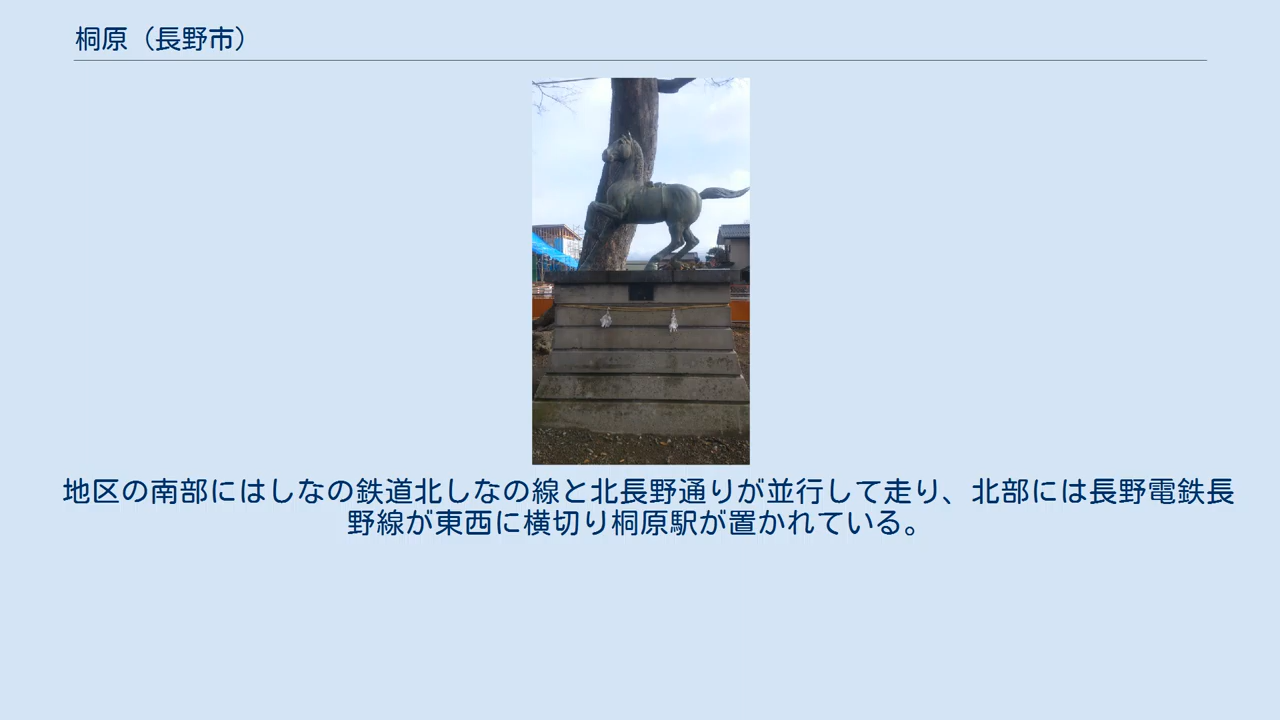 桐原（長野市）
地区の南部にはしなの鉄道北しなの線と北長野通りが並行して走り、北部には長野電鉄長
野線が東西に横切り桐原駅が置かれている。